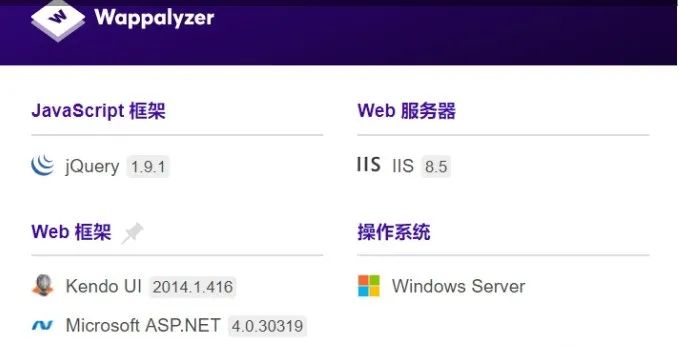 Wappalyzer
JavaScript 框架
jQuery 1.9.1
Web 框架
Kendo UI 2014.1.416
Microsoft ASP.NET 4.0.30319
Web 服务器
IIS IIS 8.5
操作系统
Windows Server